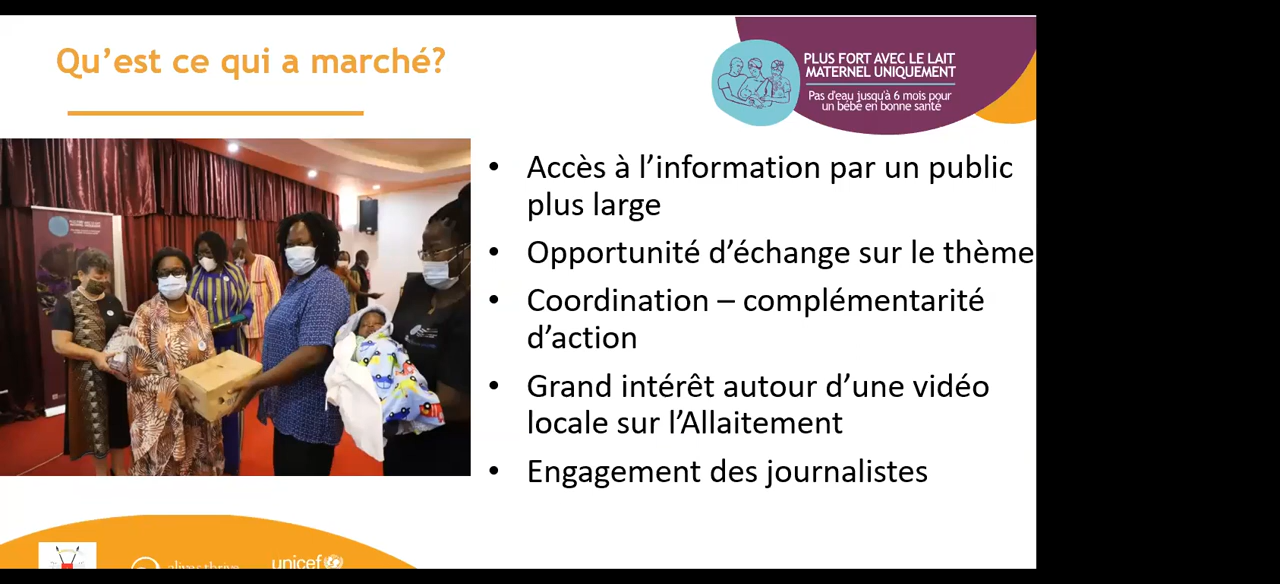 Qu’est ce qui a marché?
PLUS FORT AVEC LE LAIT
MATERNEL UNIQUEMENT
Pas d'eau jusqu'à 6 mois pour
un bébé en bonne santé
• Accès à l’information par un public
plus large
• Opportunité d’échange sur le thème
• Coordination – complémentarité
d’action
• Grand intérêt autour d’une vidéo
locale sur l’Allaitement
• Engagement des journalistes
alive&thrive
unicef